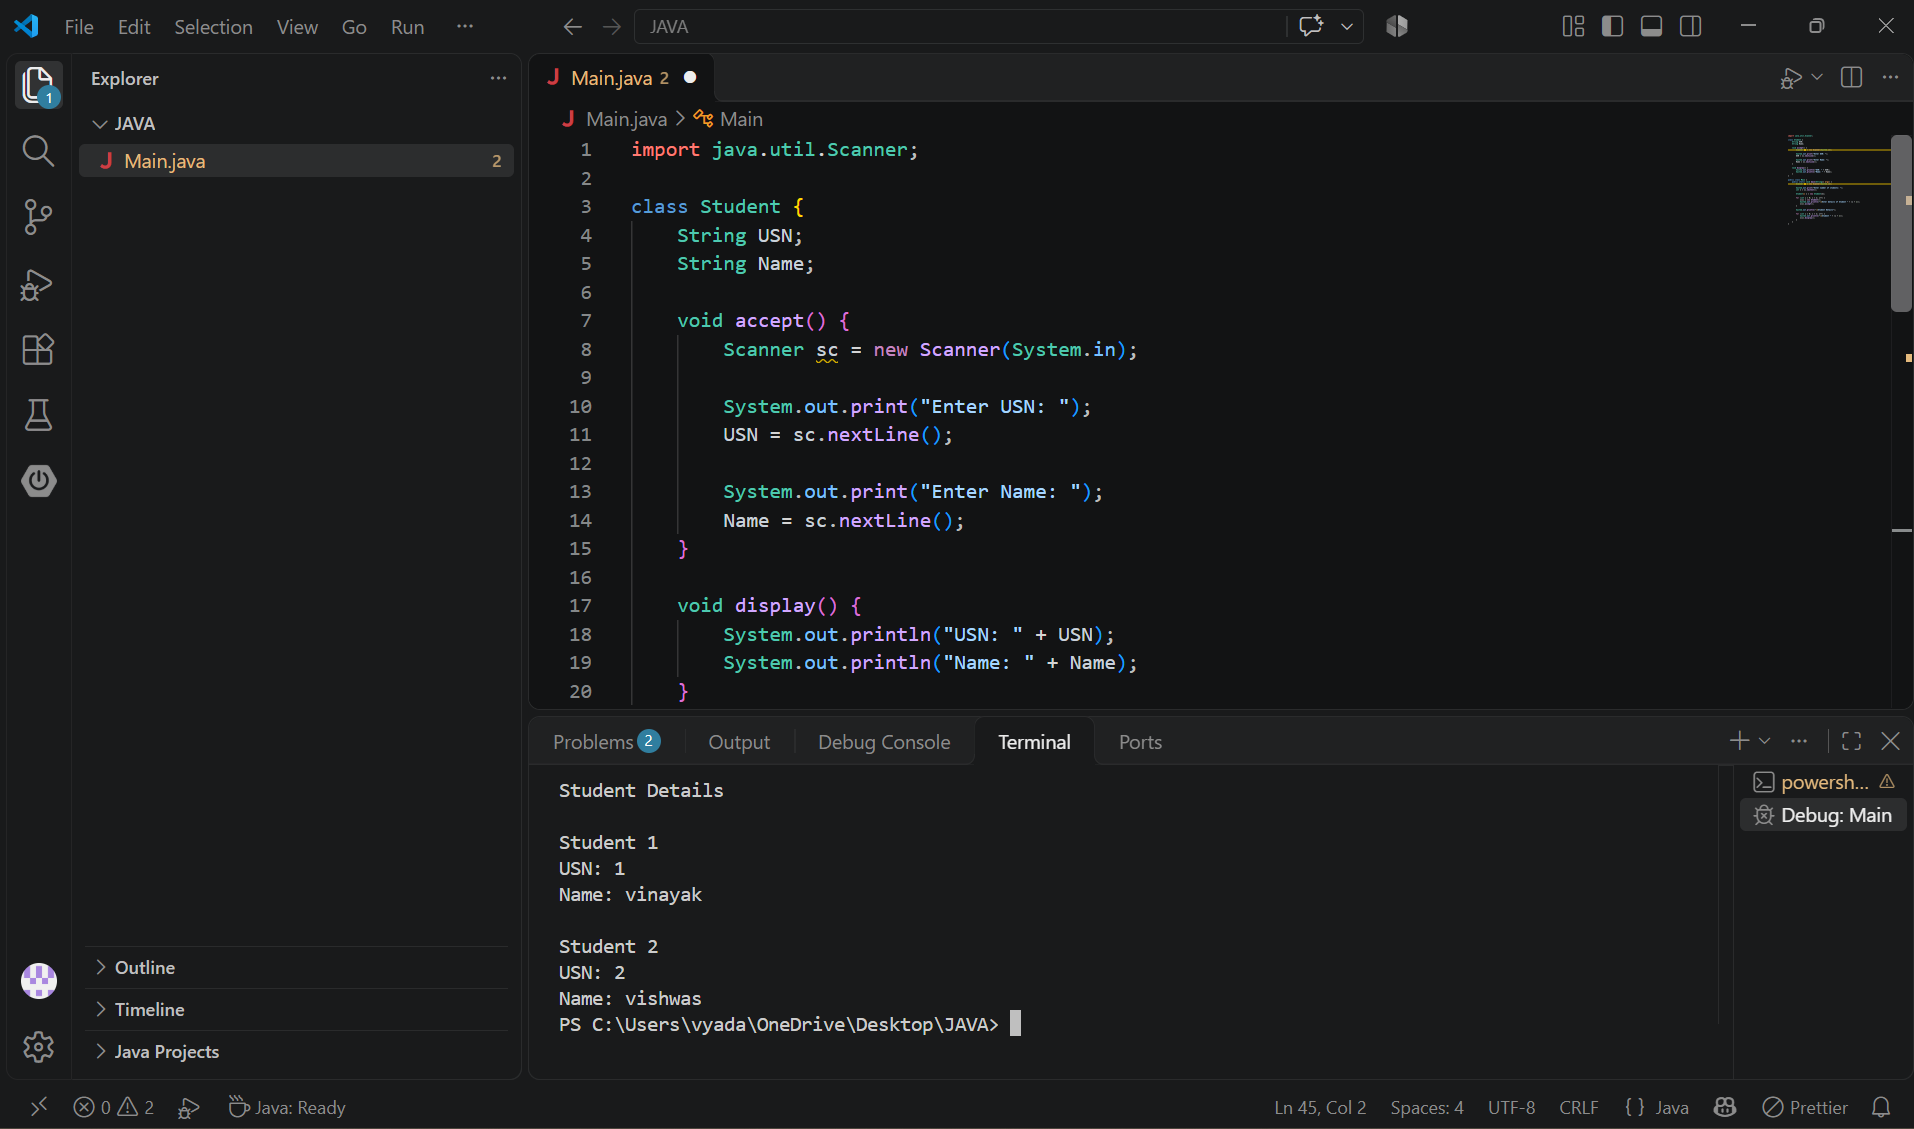 File Edit Selection View Go Run ···
JAVA
Explorer ···
1
JAVA
Main.java 2
Outline
Timeline
Java Projects
Main.java 2
Main.java > Main
1 import java.util.Scanner;
2
3 class Student {
4 String USN;
5 String Name;
6
7 void accept() {
8 Scanner sc = new Scanner(System.in);
9
10 System.out.print("Enter USN: ");
11 USN = sc.nextLine();
12
13 System.out.print("Enter Name: ");
14 Name = sc.nextLine();
15 }
16
17 void display() {
18 System.out.println("USN: " + USN);
19 System.out.println("Name: " + Name);
20 }
Problems 2 Output Debug Console Terminal Ports
Student Details
Student 1
USN: 1
Name: vinayak
Student 2
USN: 2
Name: vishwas
PS C:\Users\vyada\OneDrive\Desktop\JAVA>
powersh...
Debug: Main
0 2 Java: Ready Ln 45, Col 2 Spaces: 4 UTF-8 CRLF { } Java Prettier